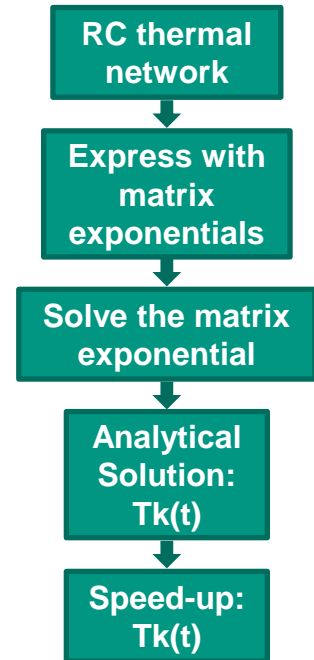 RC thermal
network
Express with
matrix
exponentials
Solve the matrix
exponential
Analytical
Solution:
Tk(t)
Speed-up:
Tk(t)